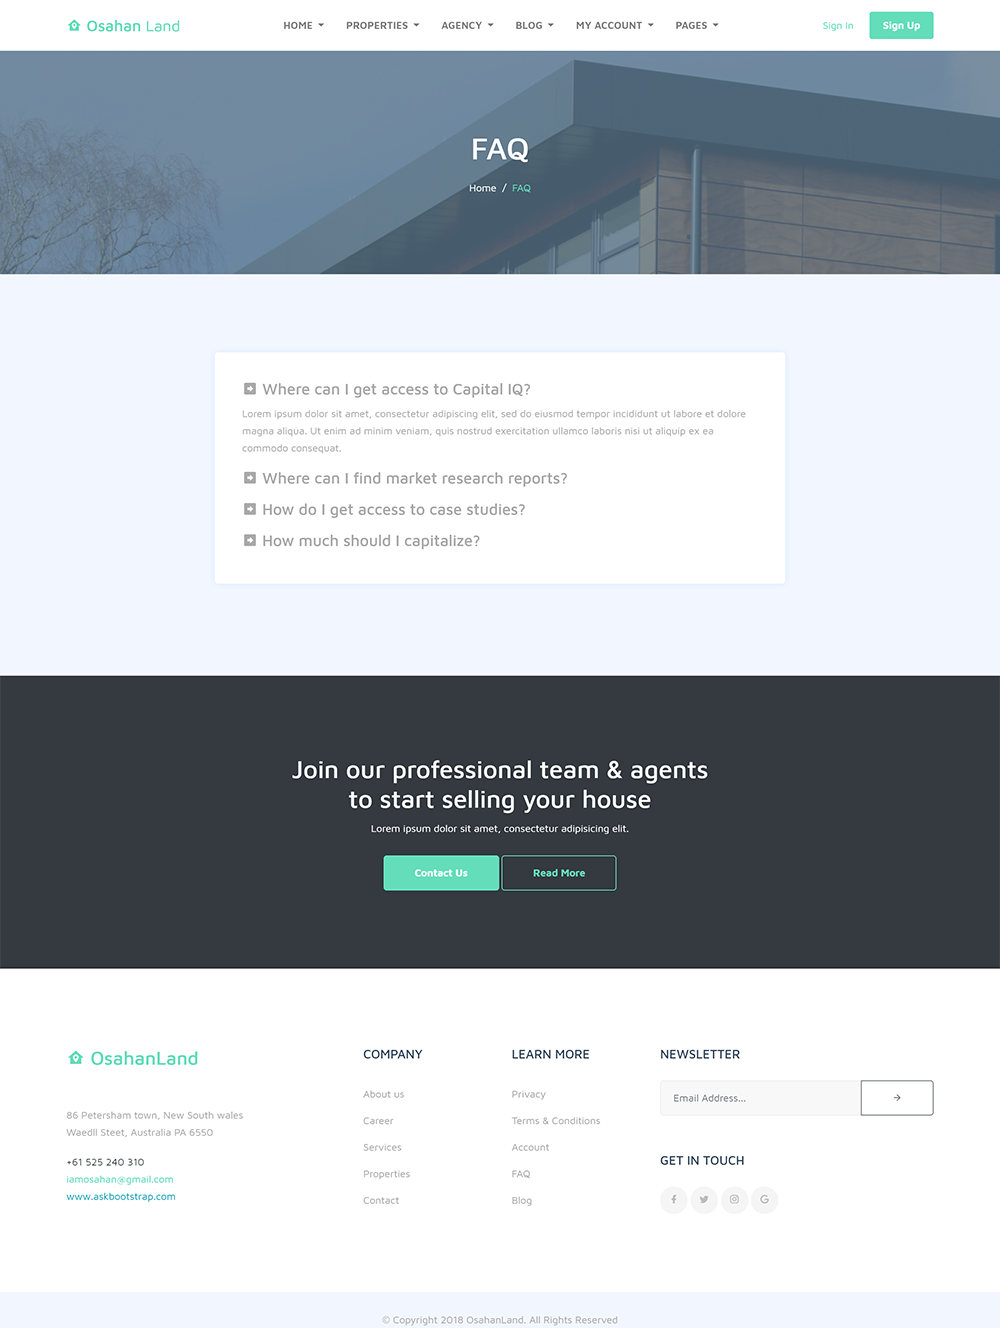 Osahan Land
HOME
PROPERTIES
AGENCY
BLOG
MY ACCOUNT
PAGES
Sign In
Sign Up
FAQ
Home / FAQ
Where can I get access to Capital IQ?
Lorem ipsum dolor sit amet, consectetur adipiscing elit, sed do eiusmod tempor incididunt ut labore et dolore
magna aliqua. Ut enim ad minim veniam, quis nostrud exercitation ullamco laboris nisi ut aliquip ex ea
commodo consequat.
Where can I find market research reports?
How do I get access to case studies?
How much should I capitalize?
Join our professional team & agents
to start selling your house
Lorem ipsum dolor sit amet, consectetur adipisicing elit.
Contact Us
Read More
OsahanLand
86 Petersham town, New South wales
Waedll Steet, Australia PA 6550
+61 525 240 310
iamosahan@gmail.com
www.askbootstrap.com
COMPANY
About us
Career
Services
Properties
Contact
LEARN MORE
Privacy
Terms & Conditions
Account
FAQ
Blog
NEWSLETTER
Email Address...
GET IN TOUCH
© Copyright 2018 OsahanLand. All Rights Reserved